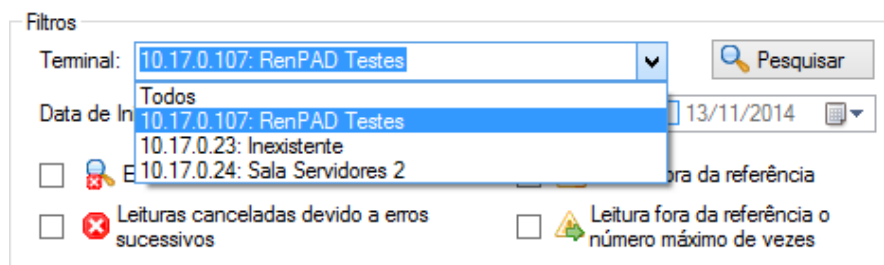 Filtros
Terminal: 10.17.0.107: RenPAD Testes Pesquisar
Todos
Data de In 13/11/2014
10.17.0.107: RenPAD Testes
10.17.0.23: Inexistente
10.17.0.24: Sala Servidores 2
da referência
Leituras canceladas devido a erros
sucessivos
Leitura fora da referência o
número máximo de vezes